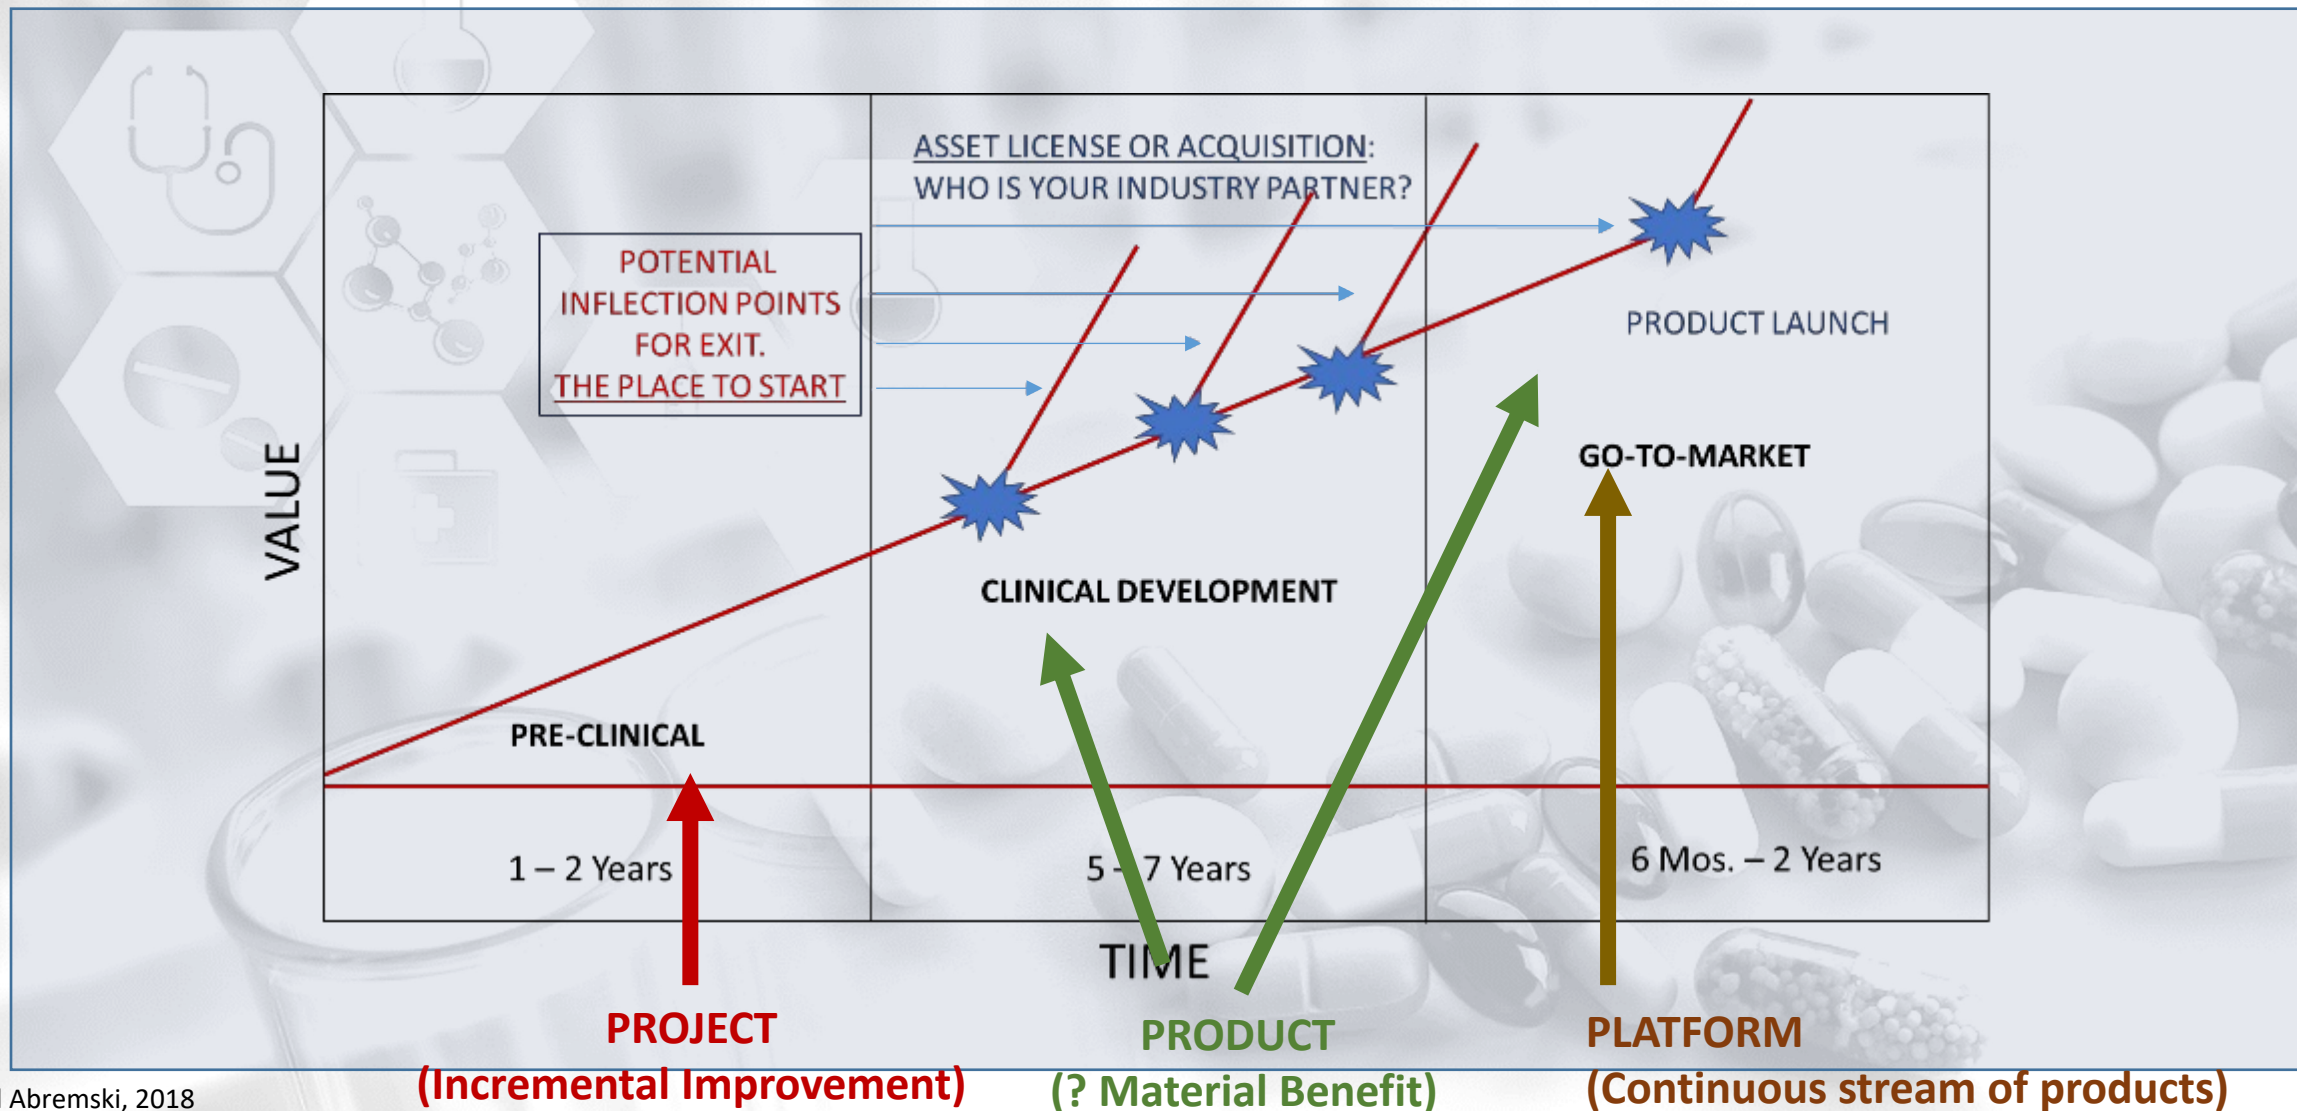 ASSET LICENSE OR ACQUISITION:
WHO IS YOUR INDUSTRY PARTNER?
POTENTIAL
INFLECTION POINTS
FOR EXIT.
THE PLACE TO START
PRODUCT LAUNCH
GO-TO-MARKET
VALUE
CLINICAL DEVELOPMENT
PRE-CLINICAL
1 – 2 Years
5 – 7 Years
6 Mos. – 2 Years
TIME
PROJECT
(Incremental Improvement)
PRODUCT
(? Material Benefit)
PLATFORM
(Continuous stream of products)
Abremski, 2018